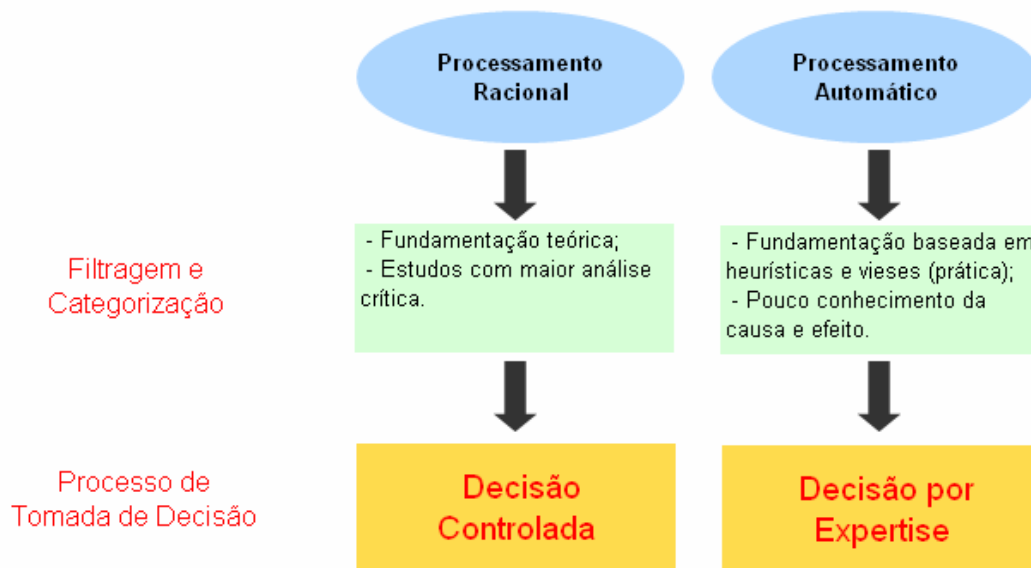 Processamento
Racional
Processamento
Automático
Filtragem e
Categorização
- Fundamentação teórica;
- Estudos com maior análise
crítica.
- Fundamentação baseada em
heurísticas e vieses (prática);
- Pouco conhecimento da
causa e efeito.
Processo de
Tomada de Decisão
Decisão
Controlada
Decisão por
Expertise